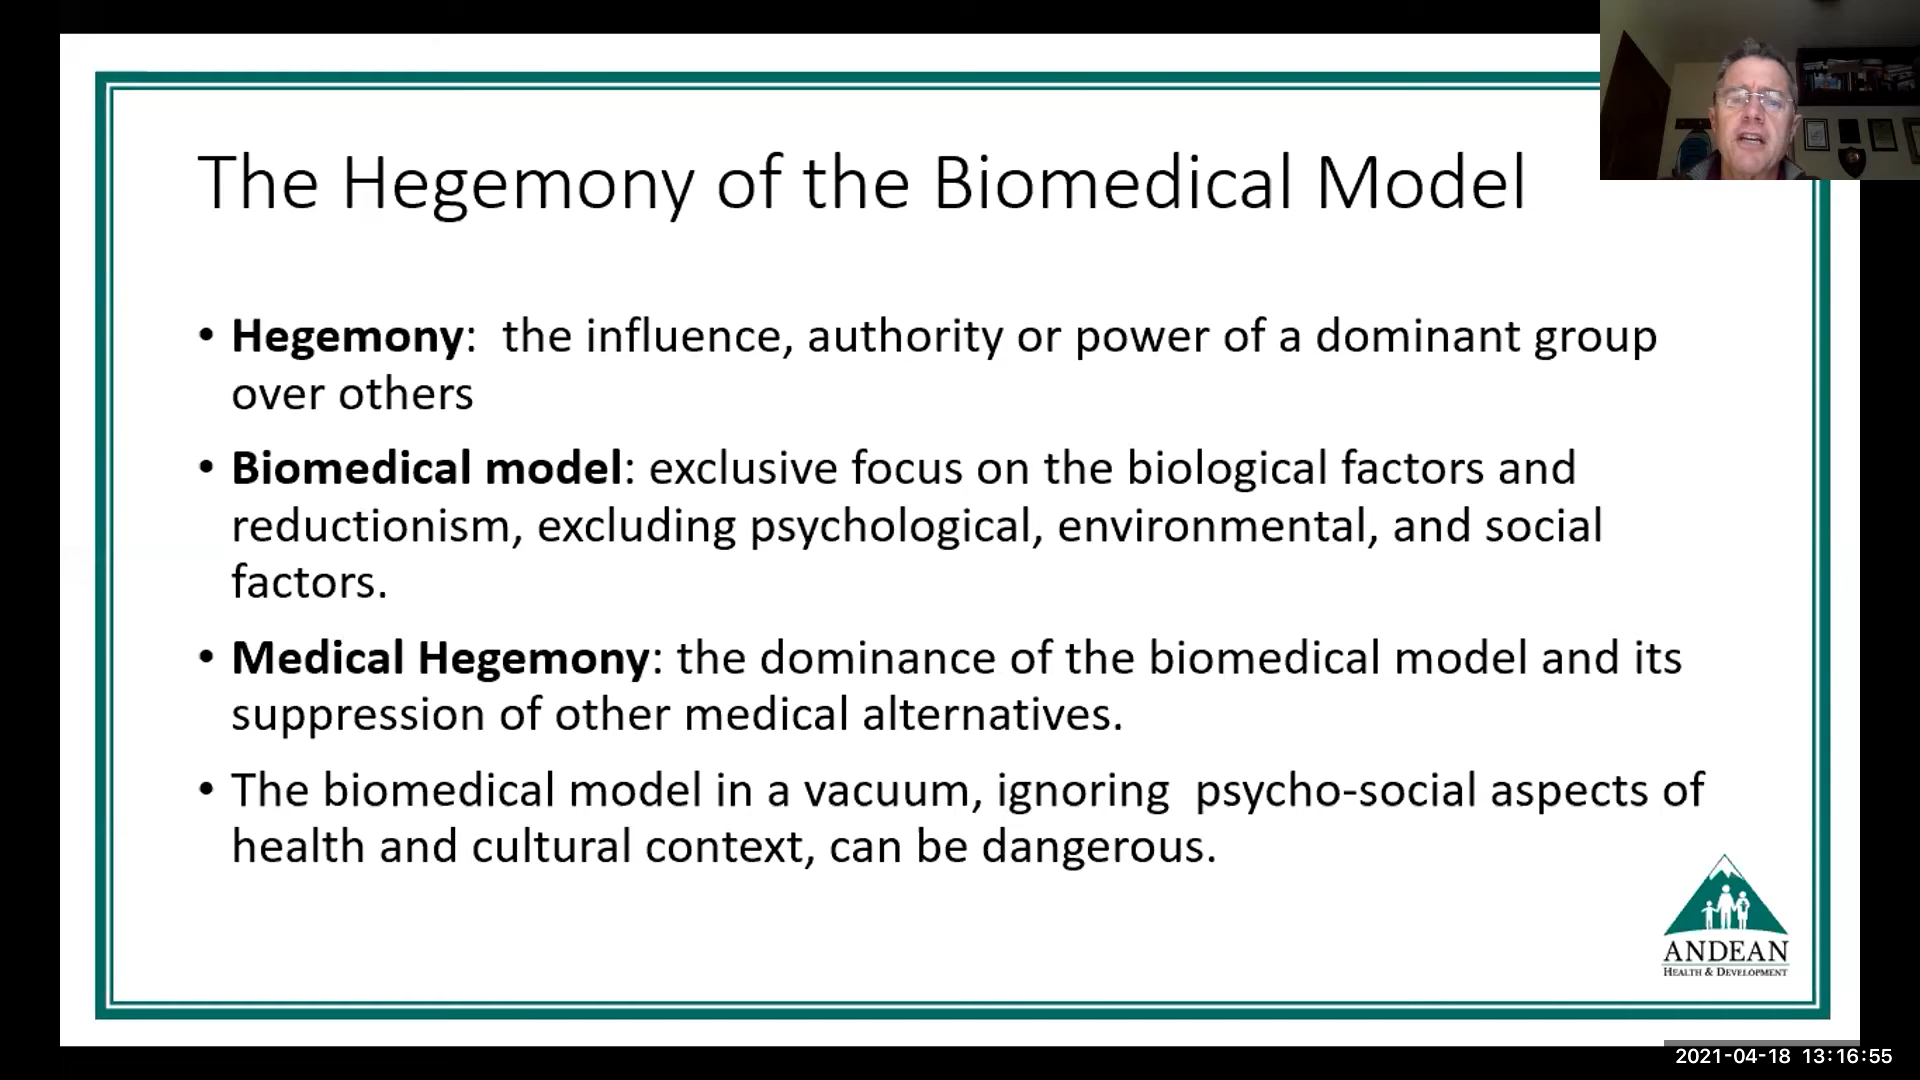 The Hegemony of the Biomedical Model
• Hegemony:  the influence, authority or power of a dominant group
over others
• Biomedical model: exclusive focus on the biological factors and
reductionism, excluding psychological, environmental, and social
factors.
• Medical Hegemony: the dominance of the biomedical model and its
suppression of other medical alternatives.
• The biomedical model in a vacuum, ignoring  psycho-social aspects of
health and cultural context, can be dangerous.
ANDEAN
HEALTH & DEVELOPMENT
2021-04-18 13:16:55